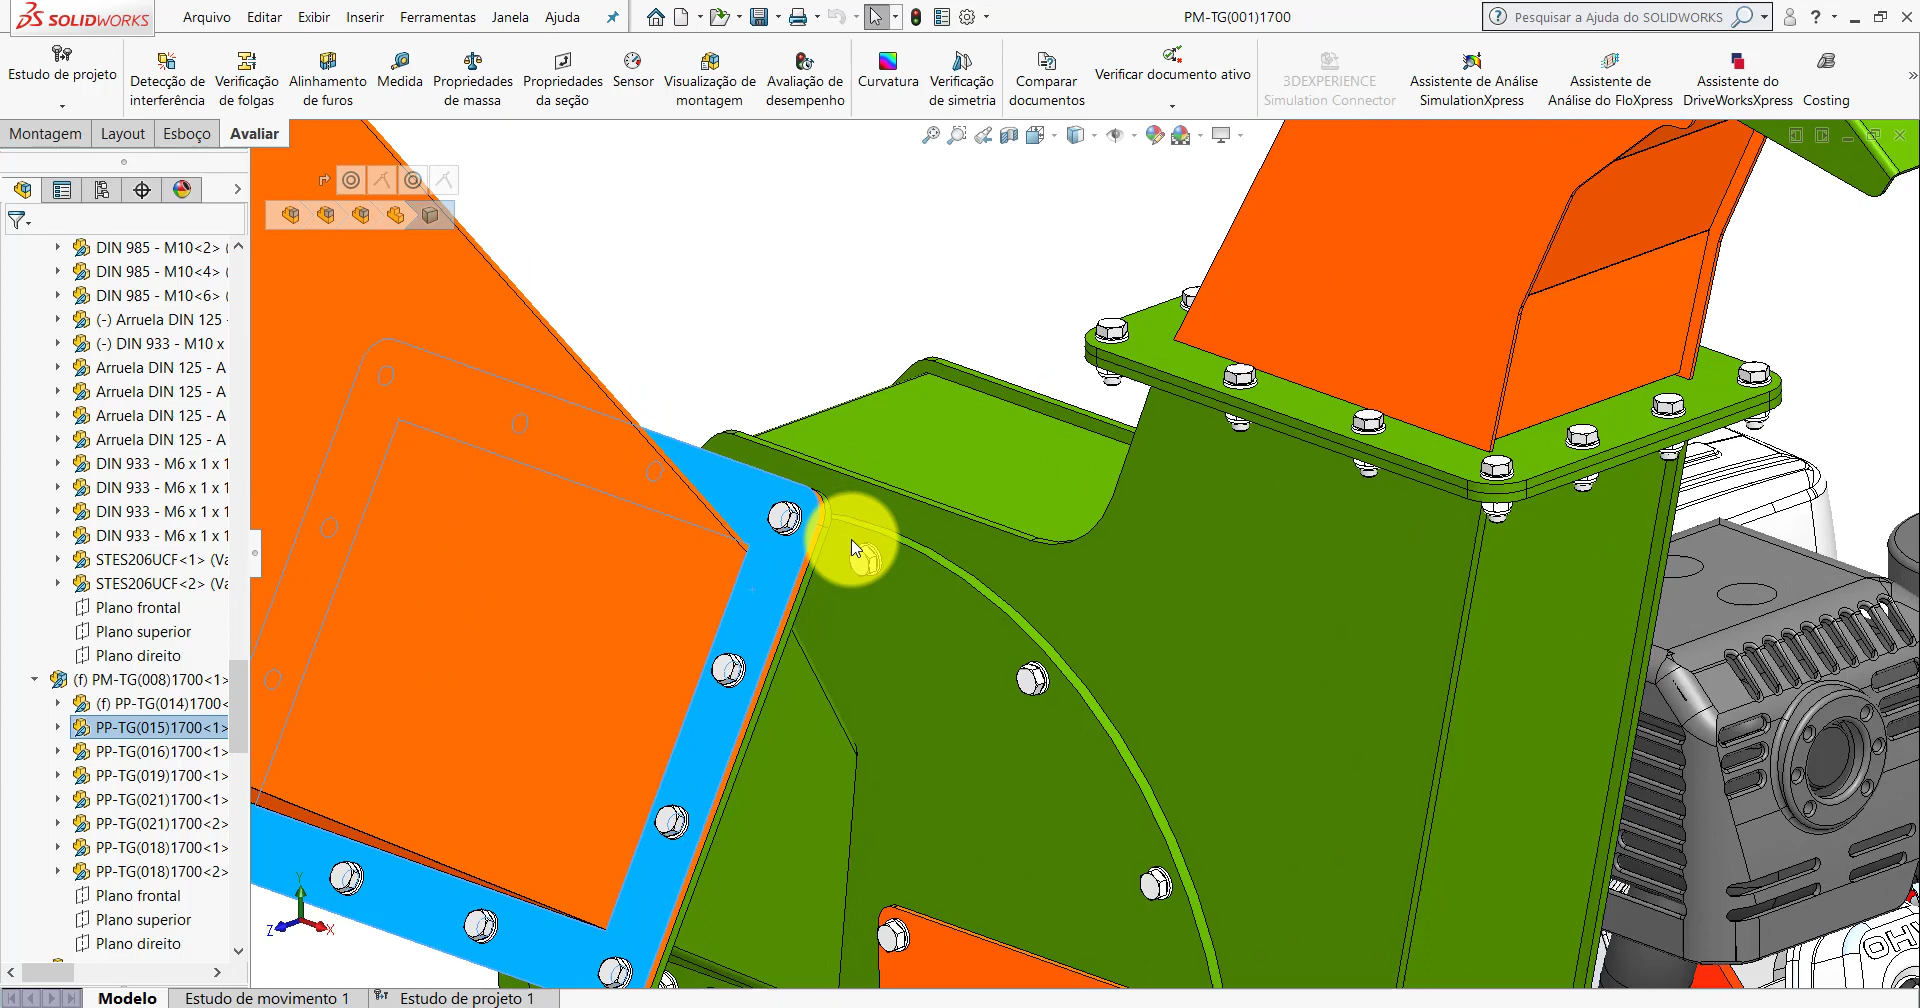 SOLIDWORKS
Arquivo Editar Exibir Inserir Ferramentas Janela Ajuda
PM-TG(001)1700
Pesquisar a Ajuda do SOLIDWORKS
Estudo de projeto
Detecção de interferência
Verificação de folgas
Alinhamento de furos
Medida
Propriedades de massa
Propriedades da seção
Sensor
Visualização de montagem
Avaliação de desempenho
Curvatura
Verificação de simetria
Comparar documentos
Verificar documento ativo
3DEXPERIENCE Simulation Connector
Assistente de Análise SimulationXpress
Assistente de Análise do FloXpress
Assistente do DriveWorksXpress
Costing
Montagem Layout Esboço Avaliar
DIN 985 - M10<2> (
DIN 985 - M10<4> (
DIN 985 - M10<6> (
(-) Arruela DIN 125 -
(-) DIN 933 - M10 x
Arruela DIN 125 - A
Arruela DIN 125 - A
Arruela DIN 125 - A
Arruela DIN 125 - A
DIN 933 - M6 x 1 x 1
DIN 933 - M6 x 1 x 1
DIN 933 - M6 x 1 x 1
DIN 933 - M6 x 1 x 1
STES206UCF<1> (Va
STES206UCF<2> (Va
Plano frontal
Plano superior
Plano direito
(f) PM-TG(008)1700<1>
(f) PP-TG(014)1700<
PP-TG(015)1700<1>
PP-TG(016)1700<1>
PP-TG(019)1700<1>
PP-TG(021)1700<1>
PP-TG(021)1700<2>
PP-TG(018)1700<1>
PP-TG(018)1700<2>
Plano frontal
Plano superior
Plano direito
Y
Z
X
Modelo Estudo de movimento 1 Estudo de projeto 1